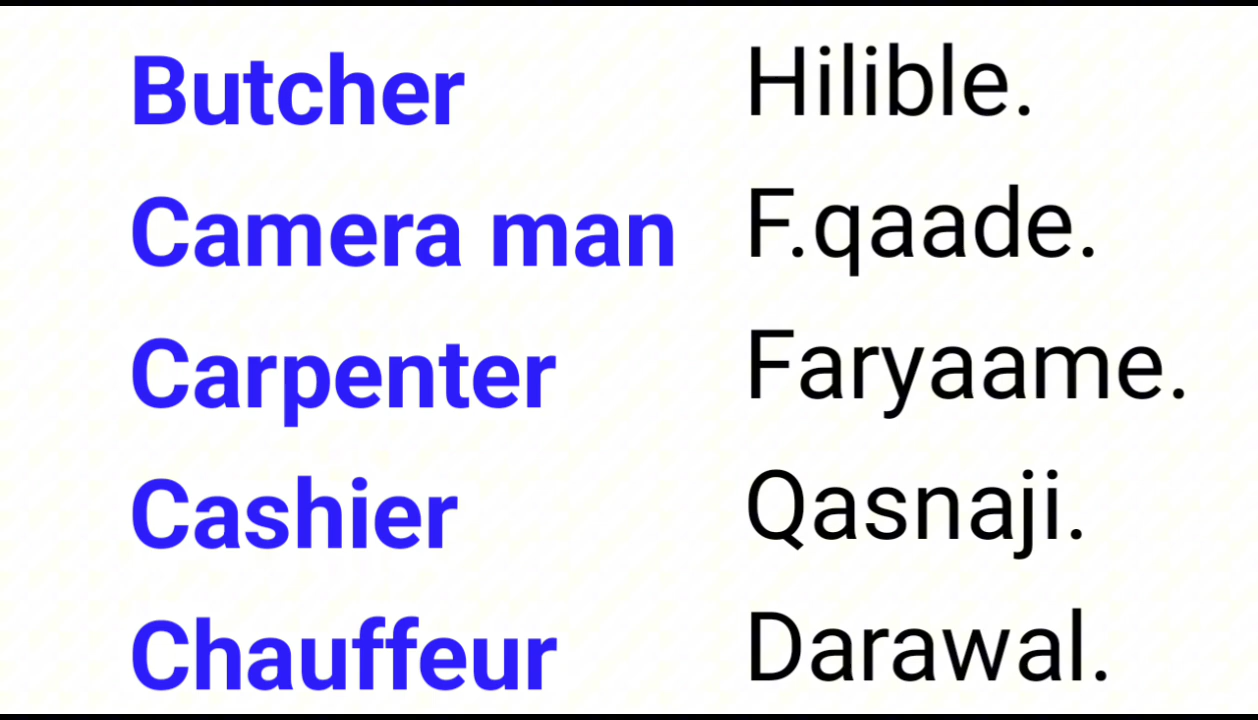 Butcher Hilible.
Camera man F.qaade.
Carpenter Faryaame.
Cashier Qasnaji.
Chauffeur Darawal.